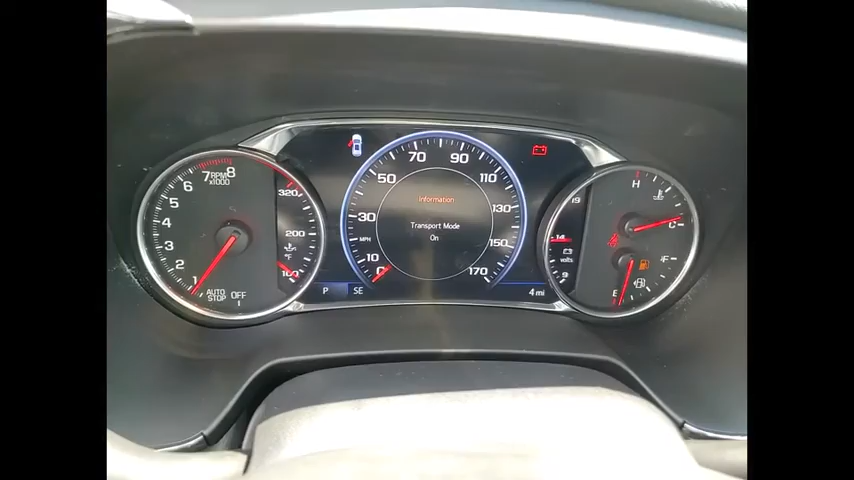 7 RPM 8
x1000
6
5
4
3
2
1
AUTO
STOP
OFF
320
200
°F
100
70
90
50
110
30
130
MPH
10
150
0
170
Information
Transport Mode
On
P
SE
4 mi
19
14
volts
9
H
C
F
E